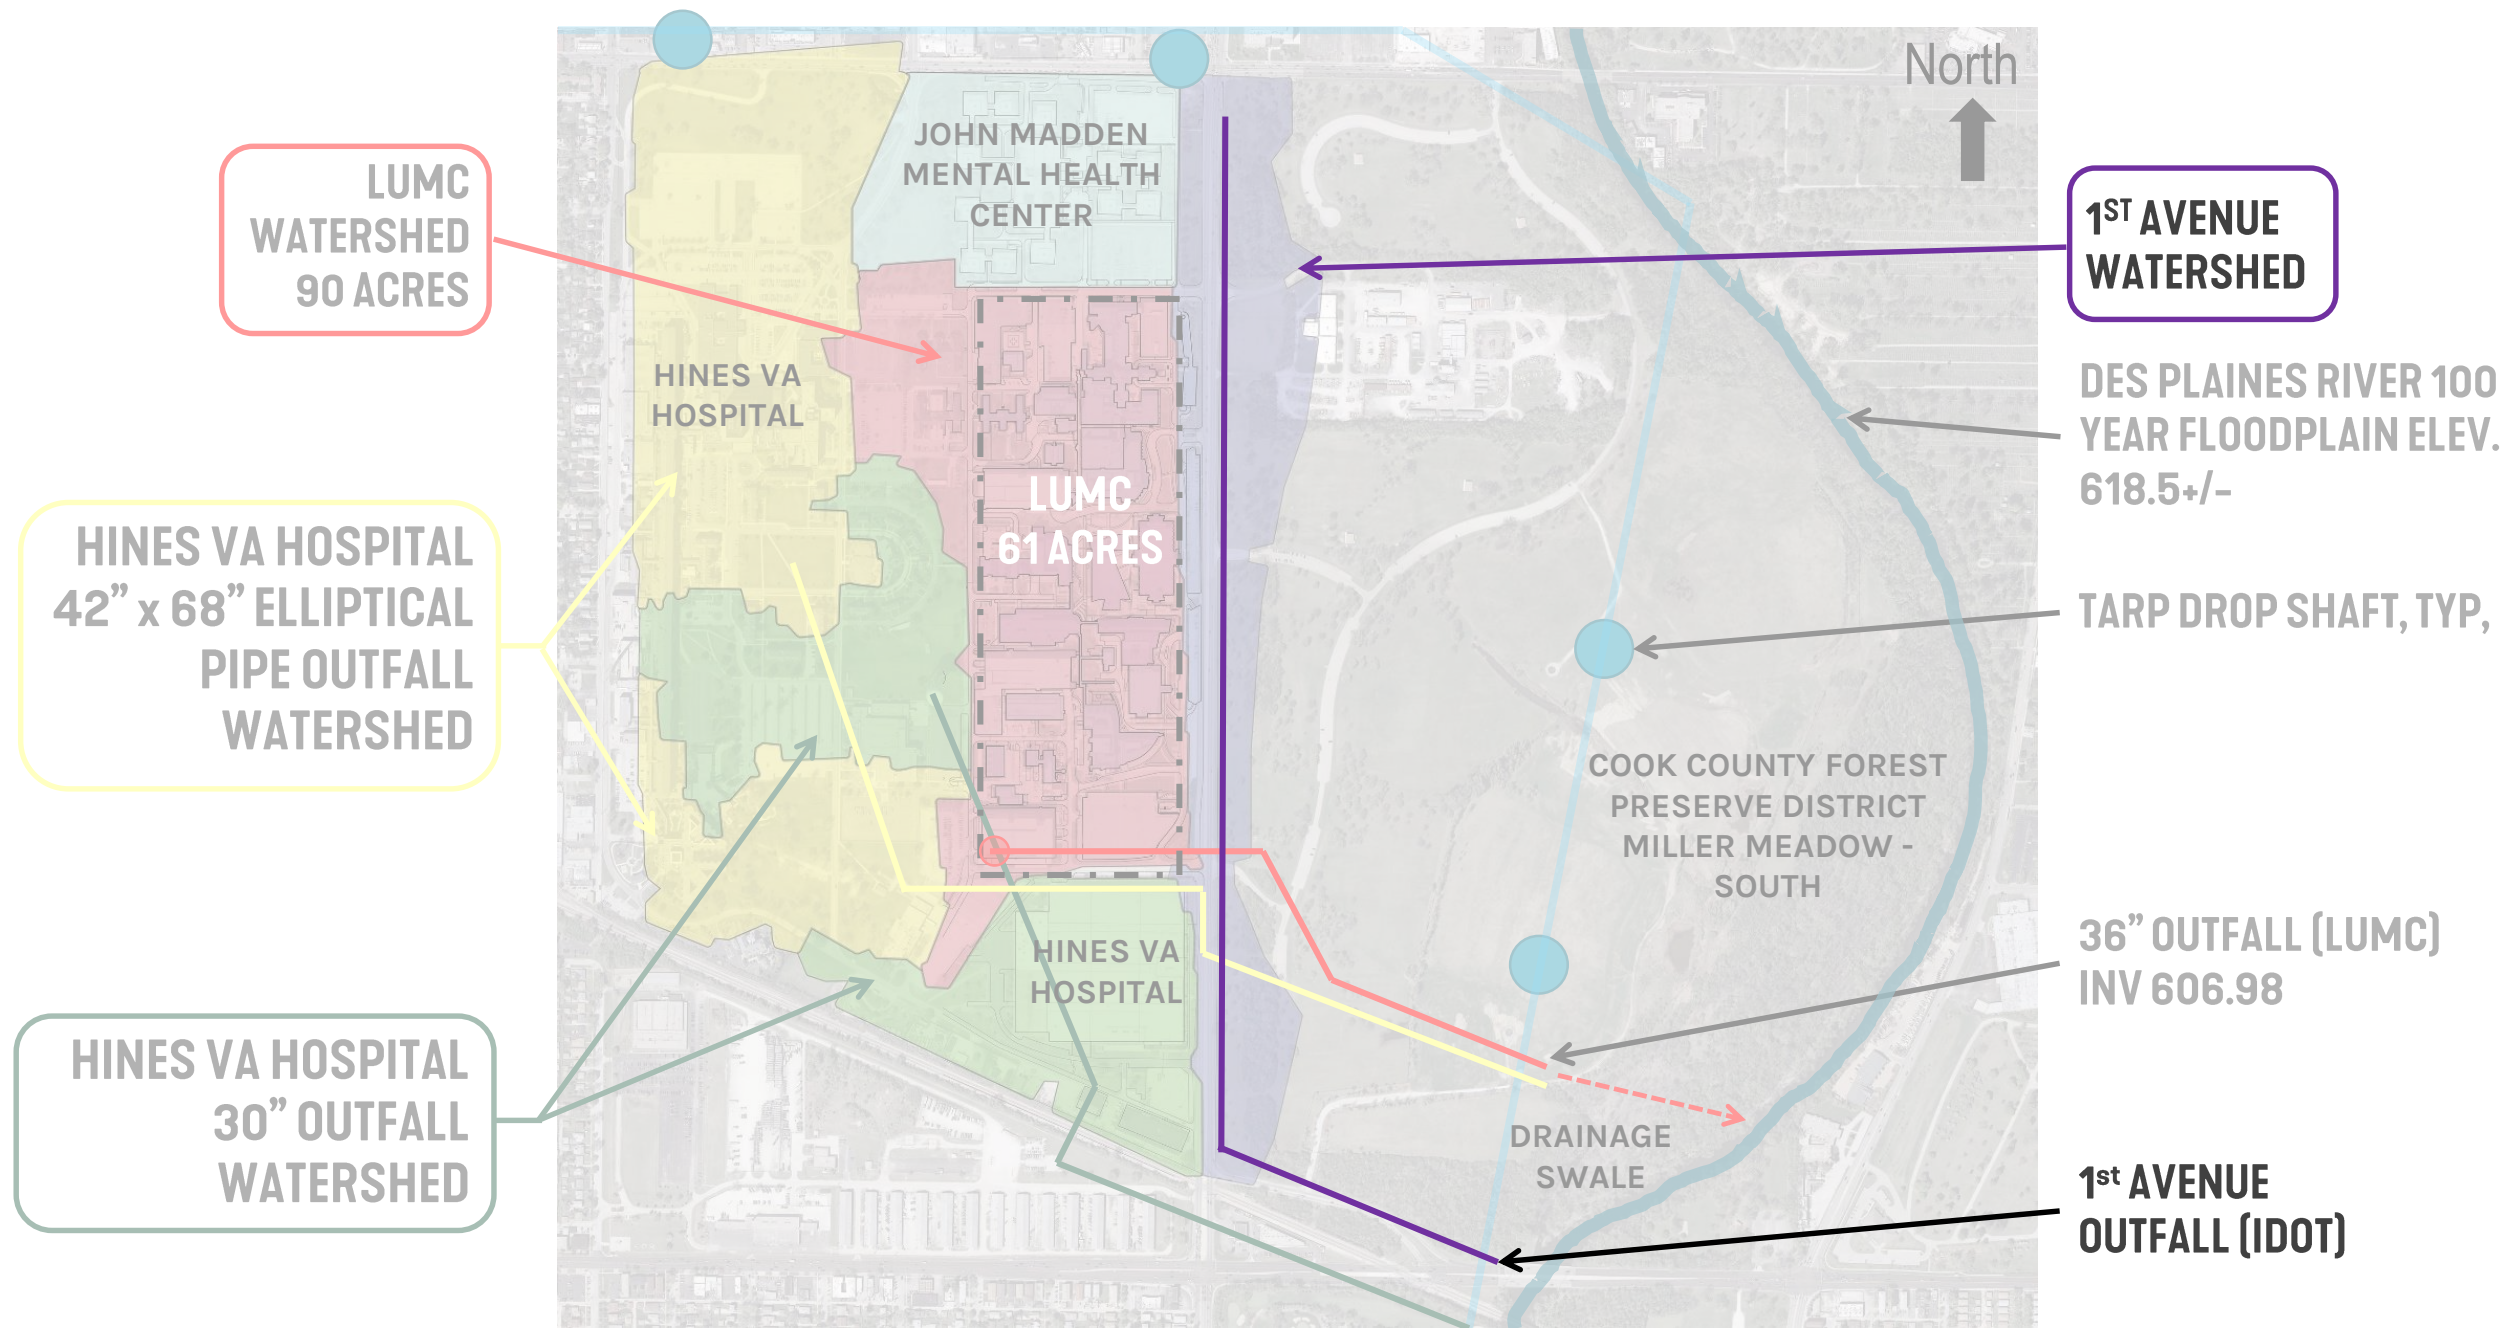 North
JOHN MADDEN
MENTAL HEALTH
CENTER
LUMC
WATERSHED
90 ACRES
1ST AVENUE
WATERSHED
HINES VA
HOSPITAL
DES PLAINES RIVER 100
YEAR FLOODPLAIN ELEV.
618.5+/-
LUMC
61 ACRES
HINES VA HOSPITAL
42” x 68” ELLIPTICAL
PIPE OUTFALL
WATERSHED
TARP DROP SHAFT, TYP,
COOK COUNTY FOREST
PRESERVE DISTRICT
MILLER MEADOW -
SOUTH
36” OUTFALL (LUMC)
INV 606.98
HINES VA
HOSPITAL
HINES VA HOSPITAL
30” OUTFALL
WATERSHED
DRAINAGE
SWALE
1st AVENUE
OUTFALL (IDOT)